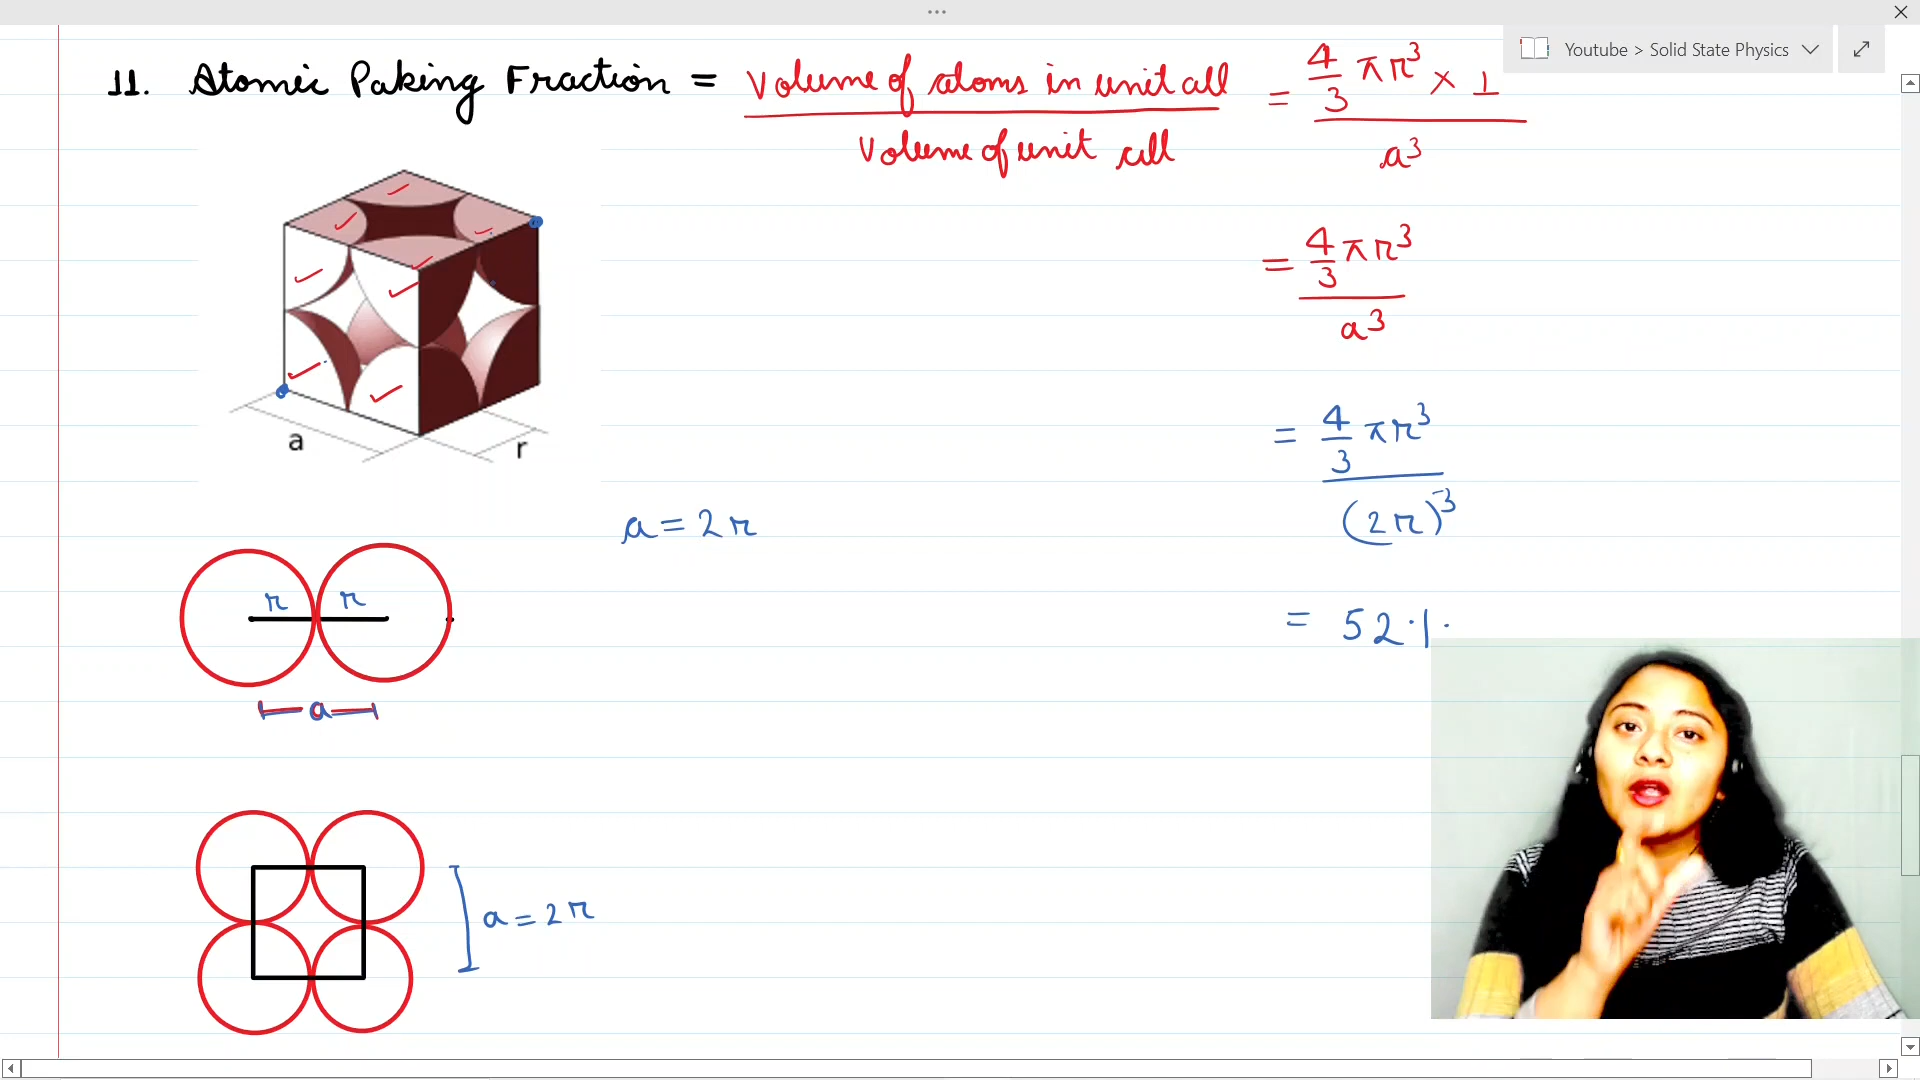 Youtube > Solid State Physics
11. Atomic Paking Fraction = Volume of atoms in unit cell / Volume of unit cell = 4/3 πr³ × 1 / a³
= 4/3 πr³ / a³
a
r
= 4/3 πr³ / (2r)³
a = 2r
r r
= 52.1.
a
a = 2r